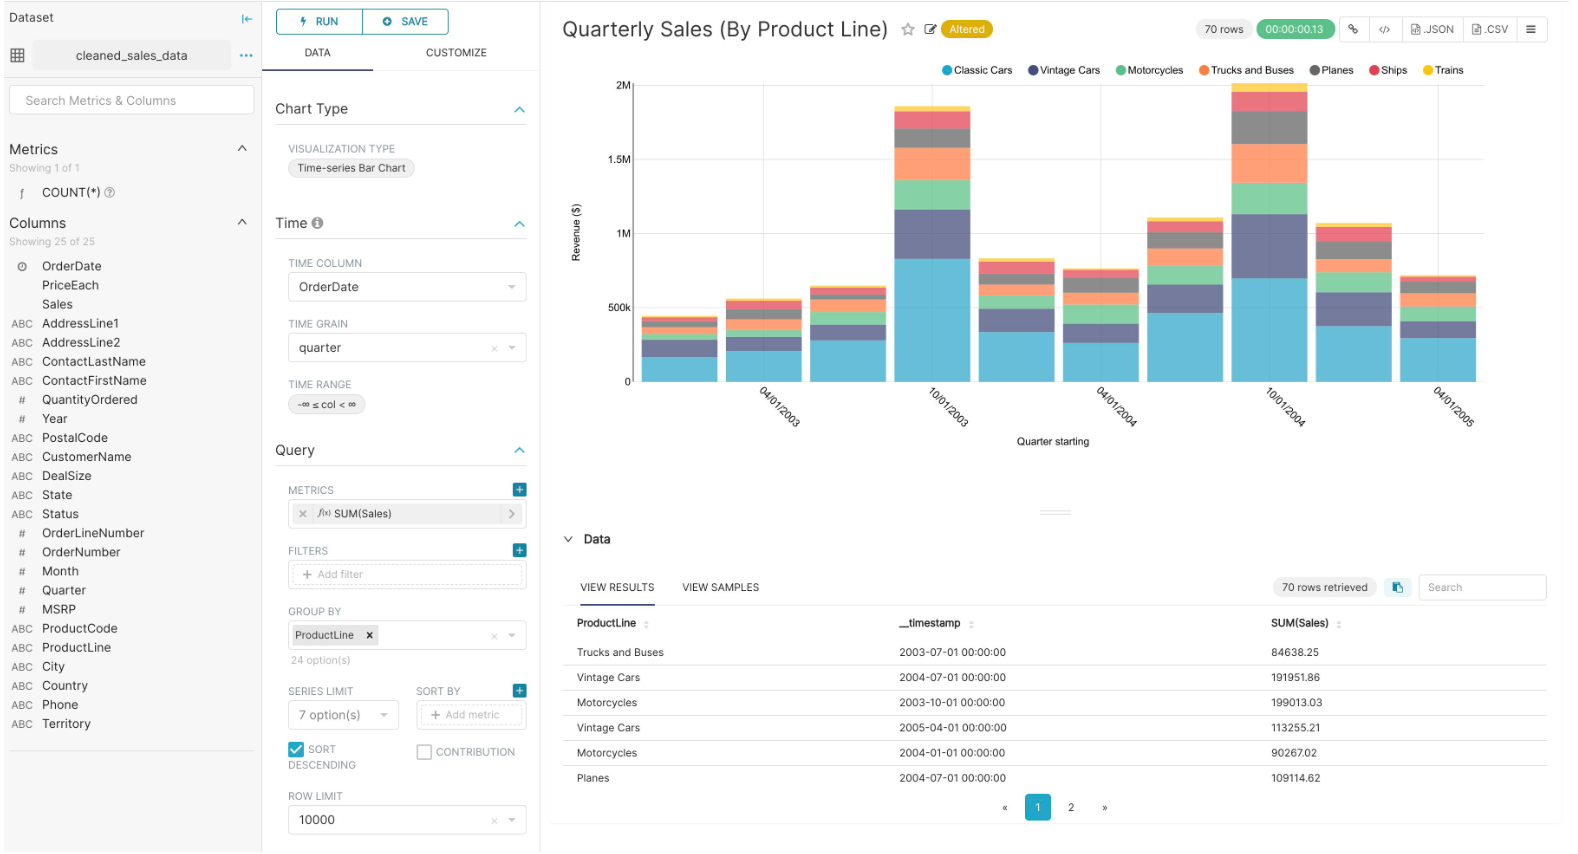 Dataset
cleaned_sales_data
Search Metrics & Columns
Metrics
Showing 1 of 1
ƒ COUNT(*)
Columns
Showing 25 of 25
OrderDate
PriceEach
Sales
ABC AddressLine1
ABC AddressLine2
ABC ContactLastName
ABC ContactFirstName
# QuantityOrdered
# Year
ABC PostalCode
ABC CustomerName
ABC DealSize
ABC State
ABC Status
# OrderLineNumber
# OrderNumber
# Month
# Quarter
# MSRP
ABC ProductCode
ABC ProductLine
ABC City
ABC Country
ABC Phone
ABC Territory
RUN SAVE
DATA CUSTOMIZE
Chart Type
VISUALIZATION TYPE
Time-series Bar Chart
Time
TIME COLUMN
OrderDate
TIME GRAIN
quarter
TIME RANGE
-∞ ≤ col < ∞
Query
METRICS
ƒ(x) SUM(Sales)
FILTERS
+ Add filter
GROUP BY
ProductLine
24 option(s)
SERIES LIMIT SORT BY
7 option(s) + Add metric
SORT DESCENDING CONTRIBUTION
ROW LIMIT
10000
Quarterly Sales (By Product Line) Altered
70 rows 00:00:00.13 </> .JSON .CSV
Classic Cars Vintage Cars Motorcycles Trucks and Buses Planes Ships Trains
2M
1.5M
1M
500k
0
Revenue ($)
04/01/2003 10/01/2003 04/01/2004 10/01/2004 04/01/2005
Quarter starting
Data
VIEW RESULTS VIEW SAMPLES 70 rows retrieved Search
ProductLine __timestamp SUM(Sales)
Trucks and Buses 2003-07-01 00:00:00 84638.25
Vintage Cars 2004-07-01 00:00:00 191951.86
Motorcycles 2003-10-01 00:00:00 199013.03
Vintage Cars 2005-04-01 00:00:00 113255.21
Motorcycles 2004-01-01 00:00:00 90267.02
Planes 2004-07-01 00:00:00 109114.62
« 1 2 »